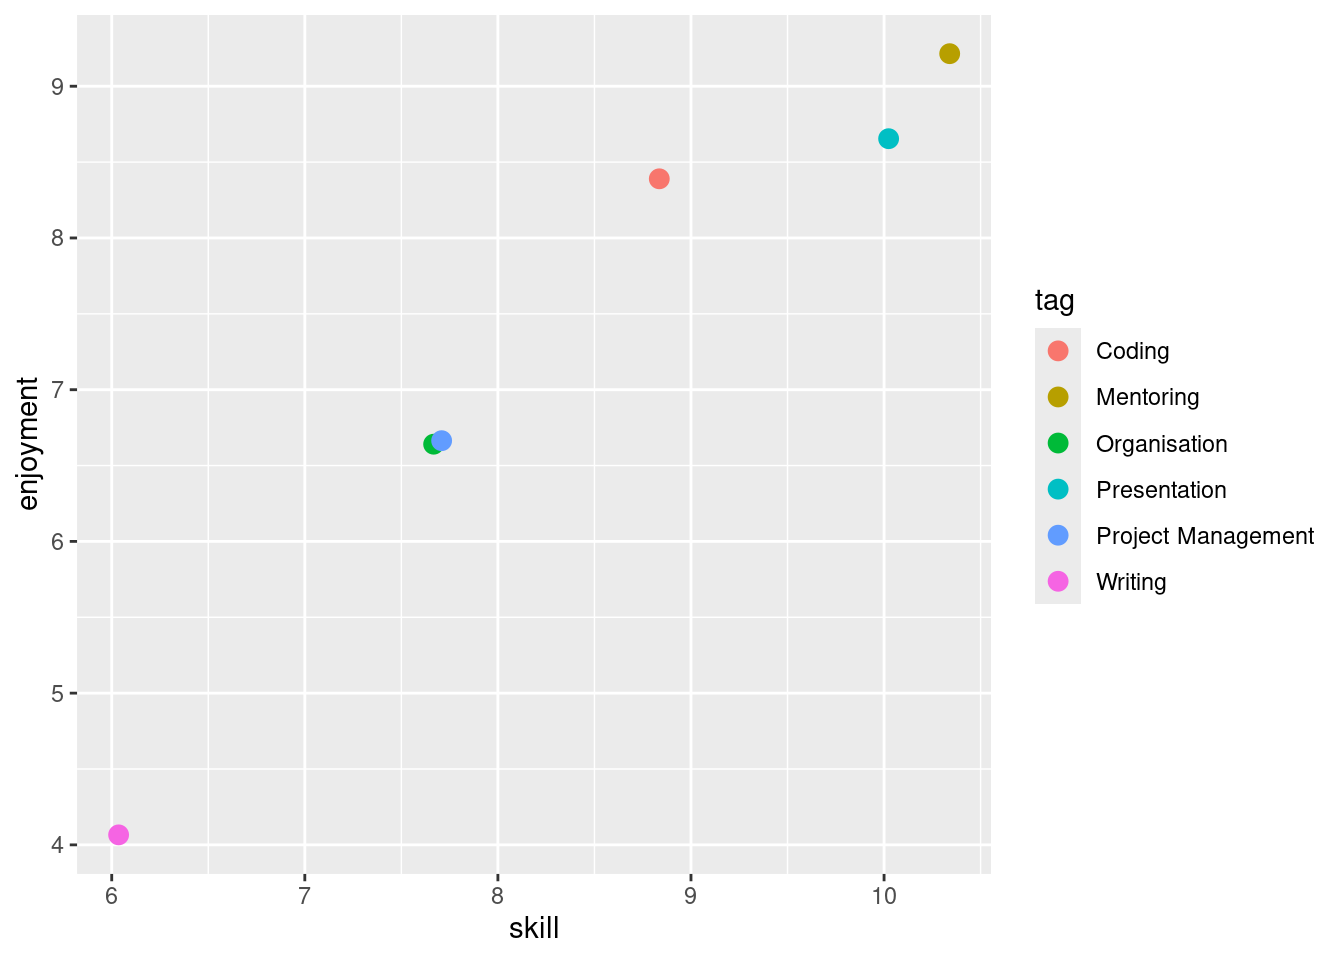 9
8
7
6
5
4
enjoyment
6 7 8 9 10
skill
tag
Coding
Mentoring
Organisation
Presentation
Project Management
Writing